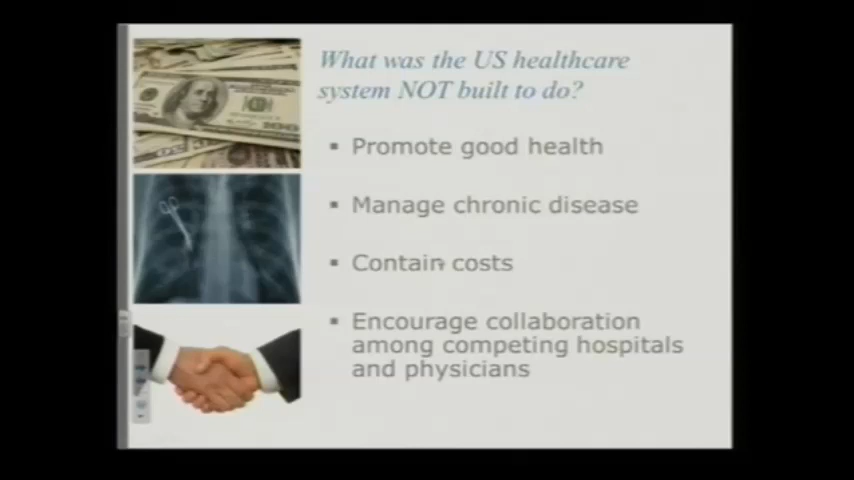 What was the US healthcare
system NOT built to do?
▪ Promote good health
▪ Manage chronic disease
▪ Contain costs
▪ Encourage collaboration
among competing hospitals
and physicians
100